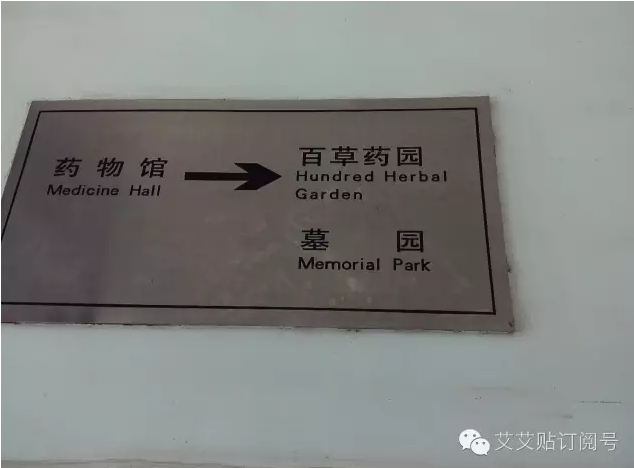 药物馆
Medicine Hall
百草药园
Hundred Herbal
Garden
墓园
Memorial Park
艾艾贴订阅号